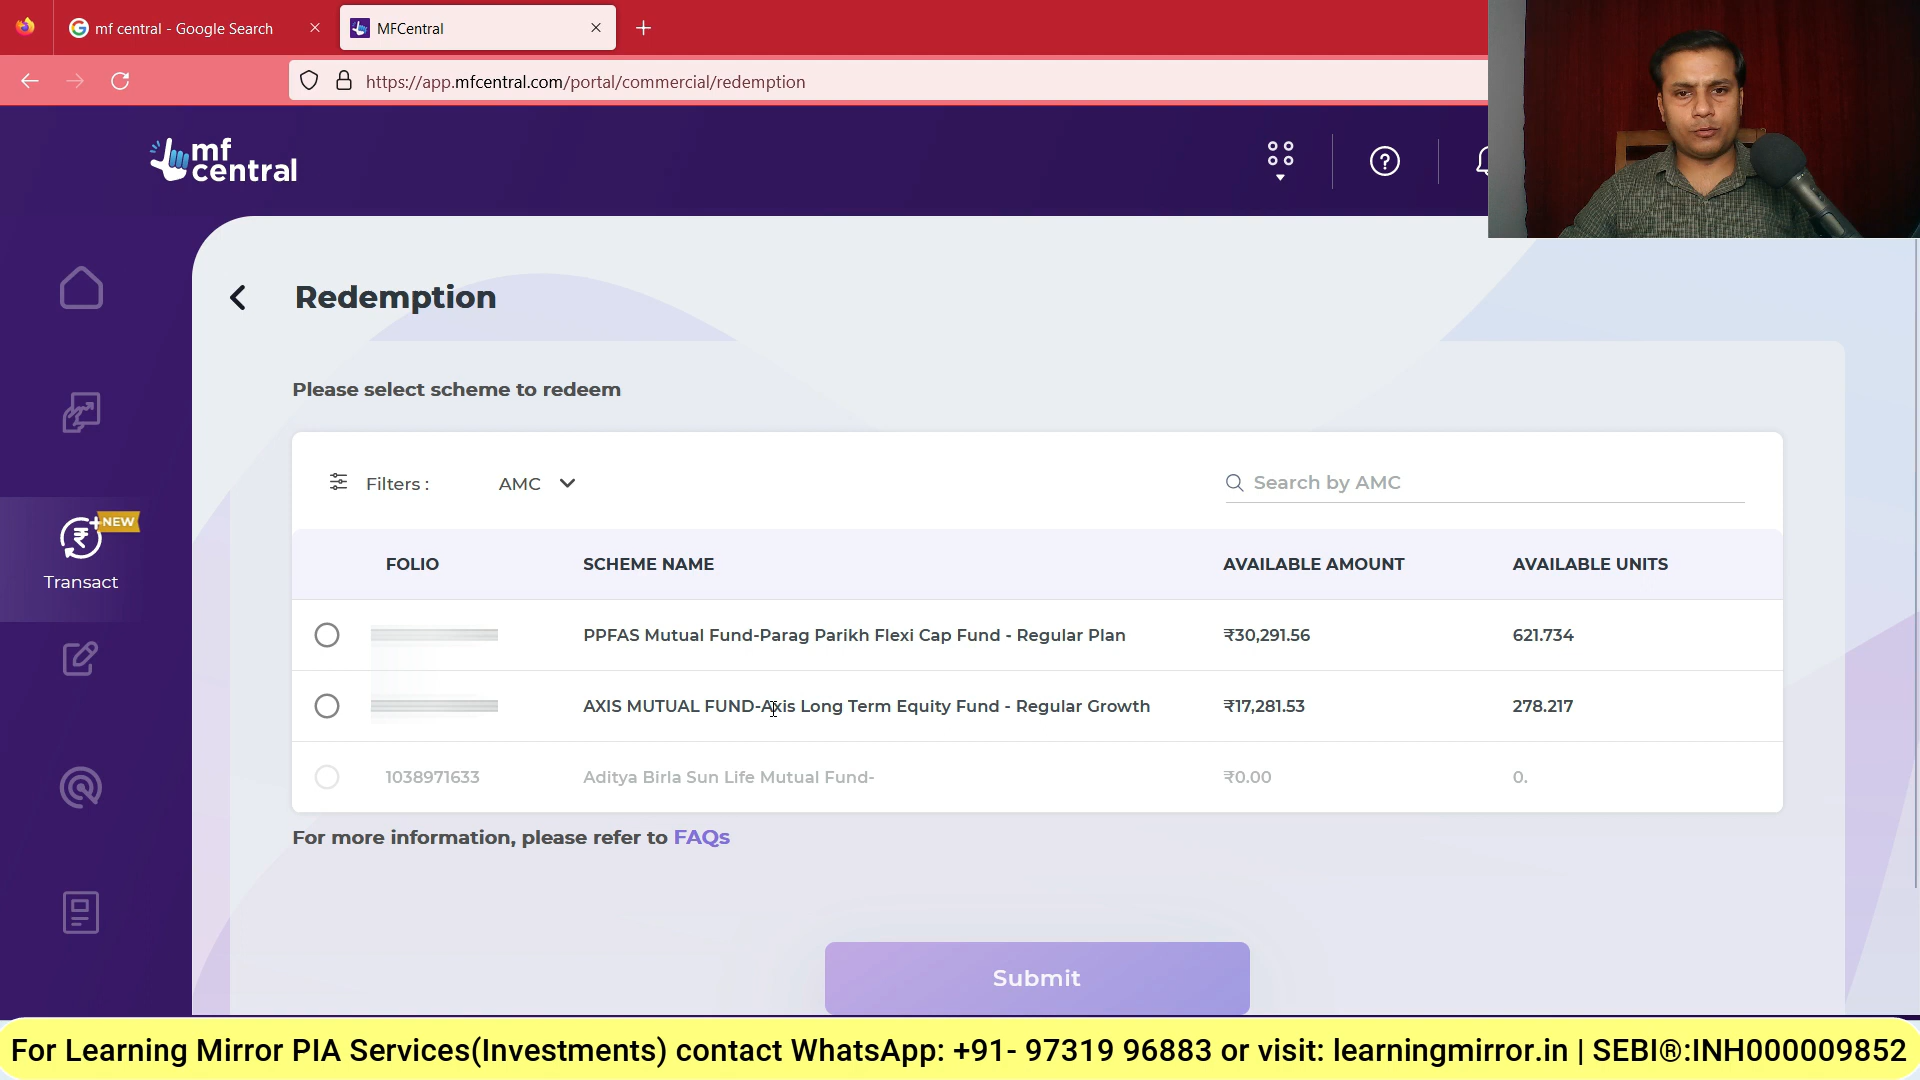 mf central - Google Search
MFCentral
https://app.mfcentral.com/portal/commercial/redemption
mf
central
Redemption
Please select scheme to redeem
Filters :
AMC
Search by AMC
NEW
Transact
FOLIO SCHEME NAME AVAILABLE AMOUNT AVAILABLE UNITS
PPFAS Mutual Fund-Parag Parikh Flexi Cap Fund - Regular Plan ₹30,291.56 621.734
AXIS MUTUAL FUND-Axis Long Term Equity Fund - Regular Growth ₹17,281.53 278.217
1038971633 Aditya Birla Sun Life Mutual Fund- ₹0.00 0.
For more information, please refer to FAQs
Submit
For Learning Mirror PIA Services(Investments) contact WhatsApp: +91- 97319 96883 or visit: learningmirror.in | SEBI®:INH000009852